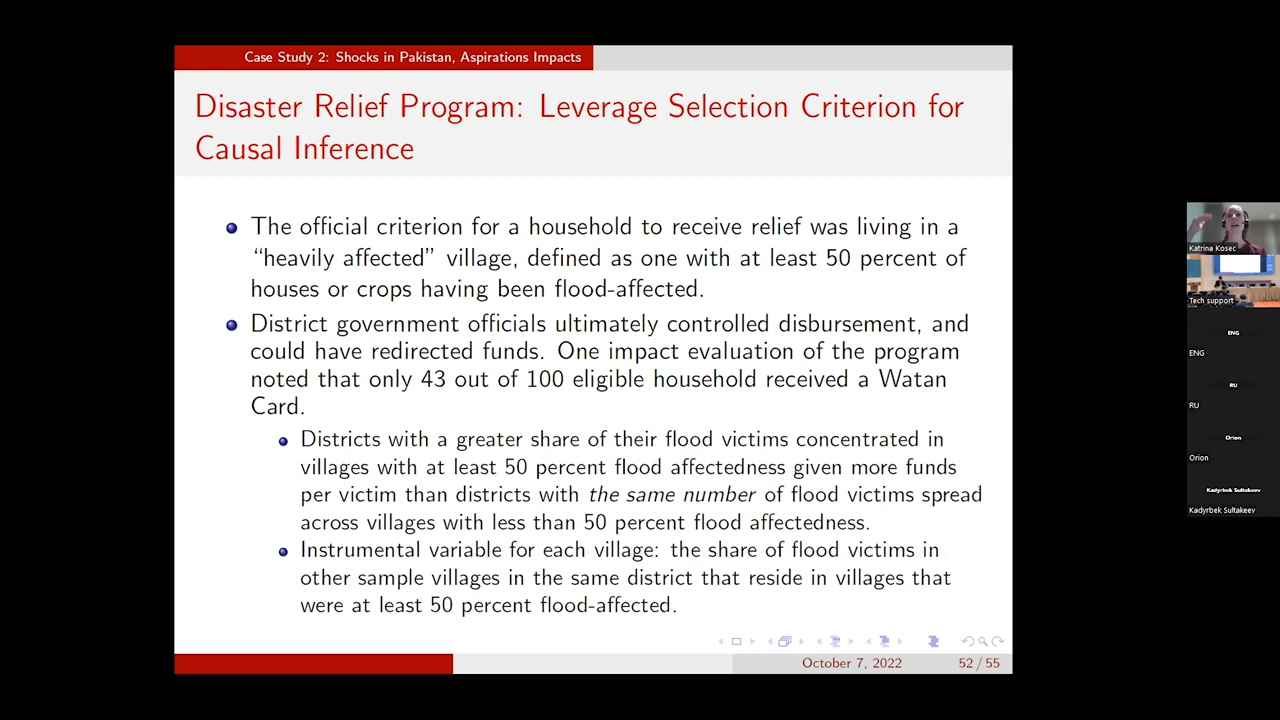 Case Study 2: Shocks in Pakistan, Aspirations Impacts
Disaster Relief Program: Leverage Selection Criterion for
Causal Inference
The official criterion for a household to receive relief was living in a
“heavily affected” village, defined as one with at least 50 percent of
houses or crops having been flood-affected.
District government officials ultimately controlled disbursement, and
could have redirected funds. One impact evaluation of the program
noted that only 43 out of 100 eligible household received a Watan
Card.
Districts with a greater share of their flood victims concentrated in
villages with at least 50 percent flood affectedness given more funds
per victim than districts with the same number of flood victims spread
across villages with less than 50 percent flood affectedness.
Instrumental variable for each village: the share of flood victims in
other sample villages in the same district that reside in villages that
were at least 50 percent flood-affected.
October 7, 2022
52 / 55
Katrina Kosec
Tech support
ENG
ENG
RU
RU
Orion
Orion
Kadyrbek Sultakeev
Kadyrbek Sultakeev